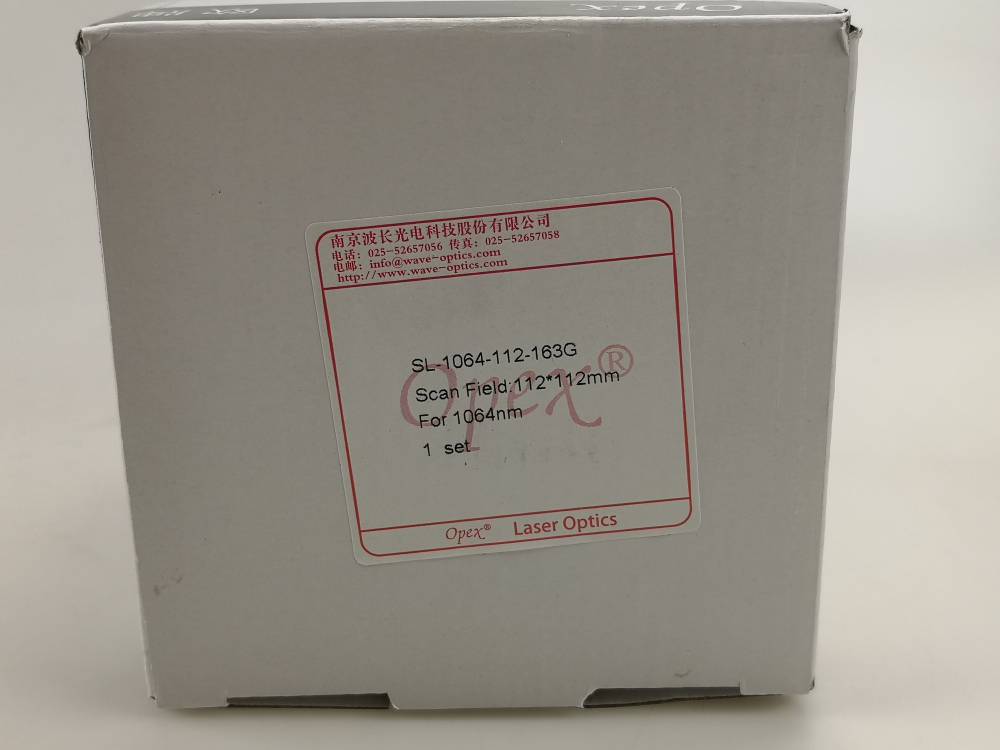 Opex
南京波长光电科技股份有限公司
电话：025-52657056 传真：025-52657058
电邮：info@wave-optics.com
http://www.wave-optics.com
SL-1064-112-163G
Opex®
Scan Field:112*112mm
For 1064nm
1 set
Opex® Laser Optics